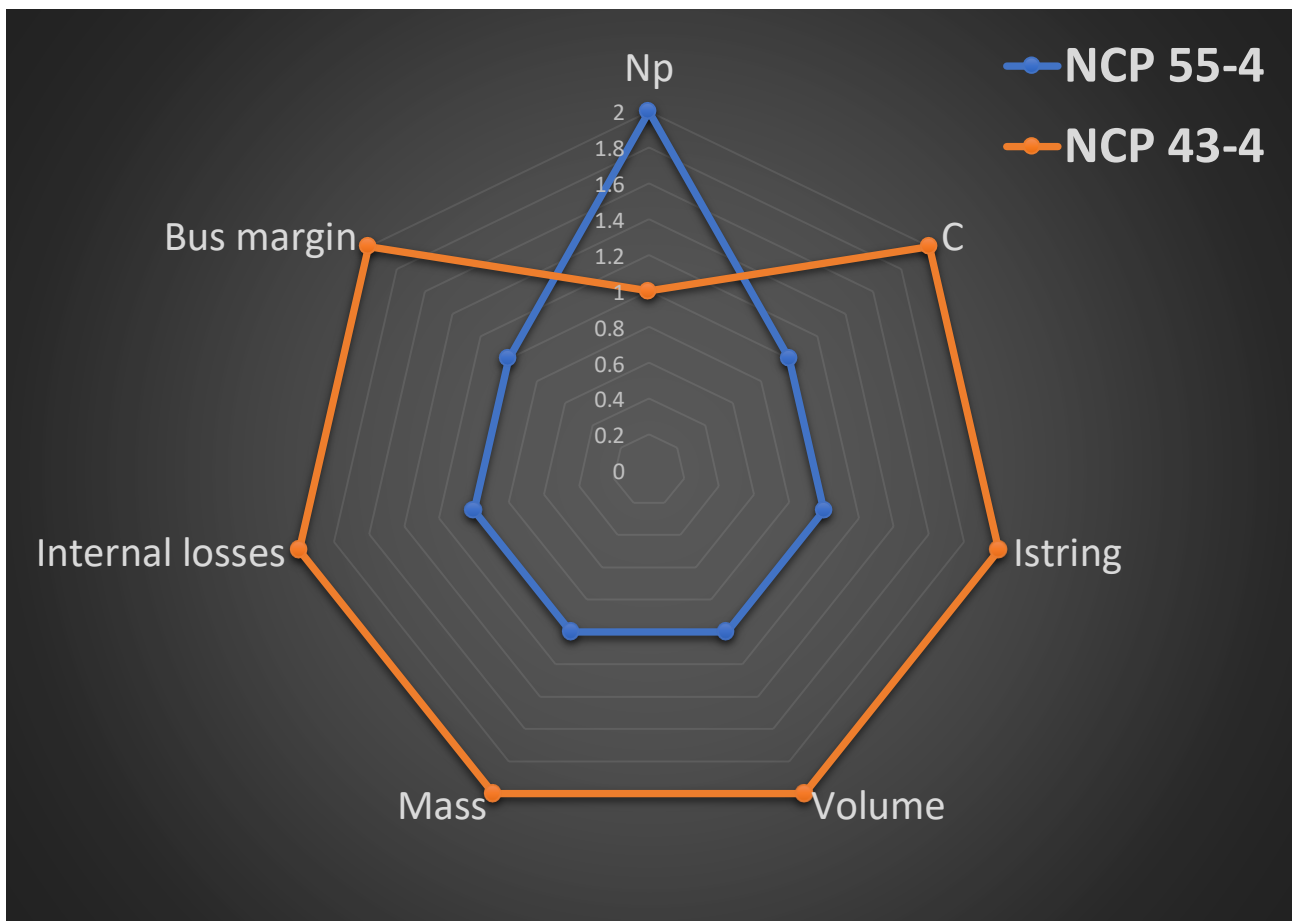 Np
NCP 55-4
NCP 43-4
2
1.8
1.6
1.4
1.2
1
0.8
0.6
0.4
0.2
0
Bus margin
C
Internal losses
Istring
Mass
Volume